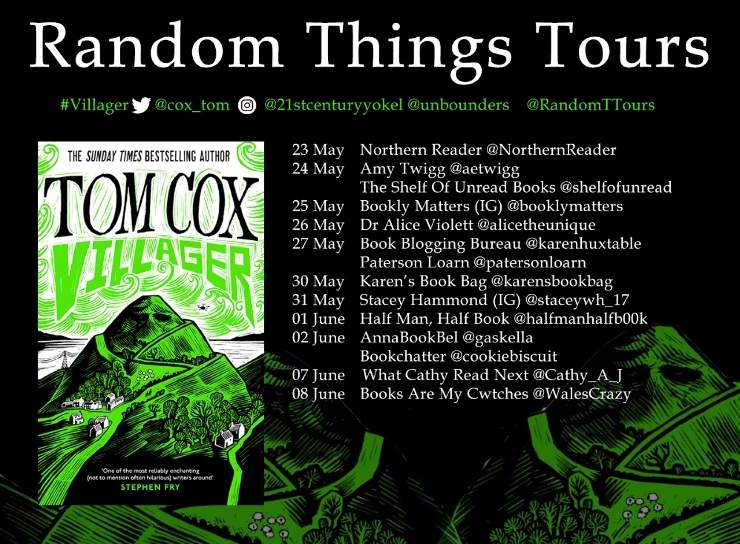 Random Things Tours
#Villager @cox_tom @21stcenturyyokel @unbounders @RandomTTours
THE SUNDAY TIMES BESTSELLING AUTHOR
TOM COX
VILLAGER
'One of the most reliably enchanting
(not to mention often hilarious) writers around'
STEPHEN FRY
23 May Northern Reader @NorthernReader
24 May Amy Twigg @aetwigg
The Shelf Of Unread Books @shelfofunread
25 May Bookly Matters (IG) @booklymatters
26 May Dr Alice Violett @alicetheunique
27 May Book Blogging Bureau @karenhuxtable
Paterson Loarn @patersonloarn
30 May Karen's Book Bag @karensbookbag
31 May Stacey Hammond (IG) @staceywh_17
01 June Half Man, Half Book @halfmanhalfb00k
02 June AnnaBookBel @gaskella
Bookchatter @cookiebiscuit
07 June What Cathy Read Next @Cathy_A_J
08 June Books Are My Cwtches @WalesCrazy